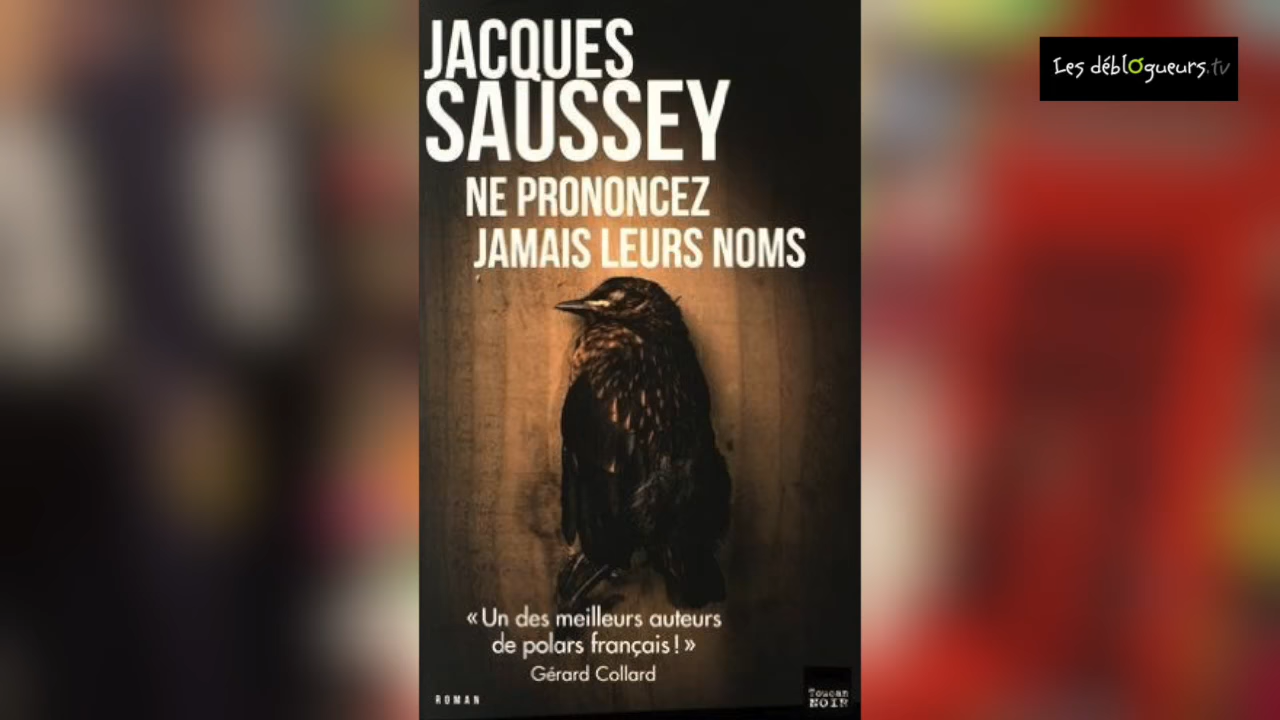 JACQUES
SAUSSEY
NE PRONONCEZ
JAMAIS LEURS NOMS
« Un des meilleurs auteurs
de polars français ! »
Gérard Collard
ROMAN
Toucan
NOIR
Les déblogueurs.tv